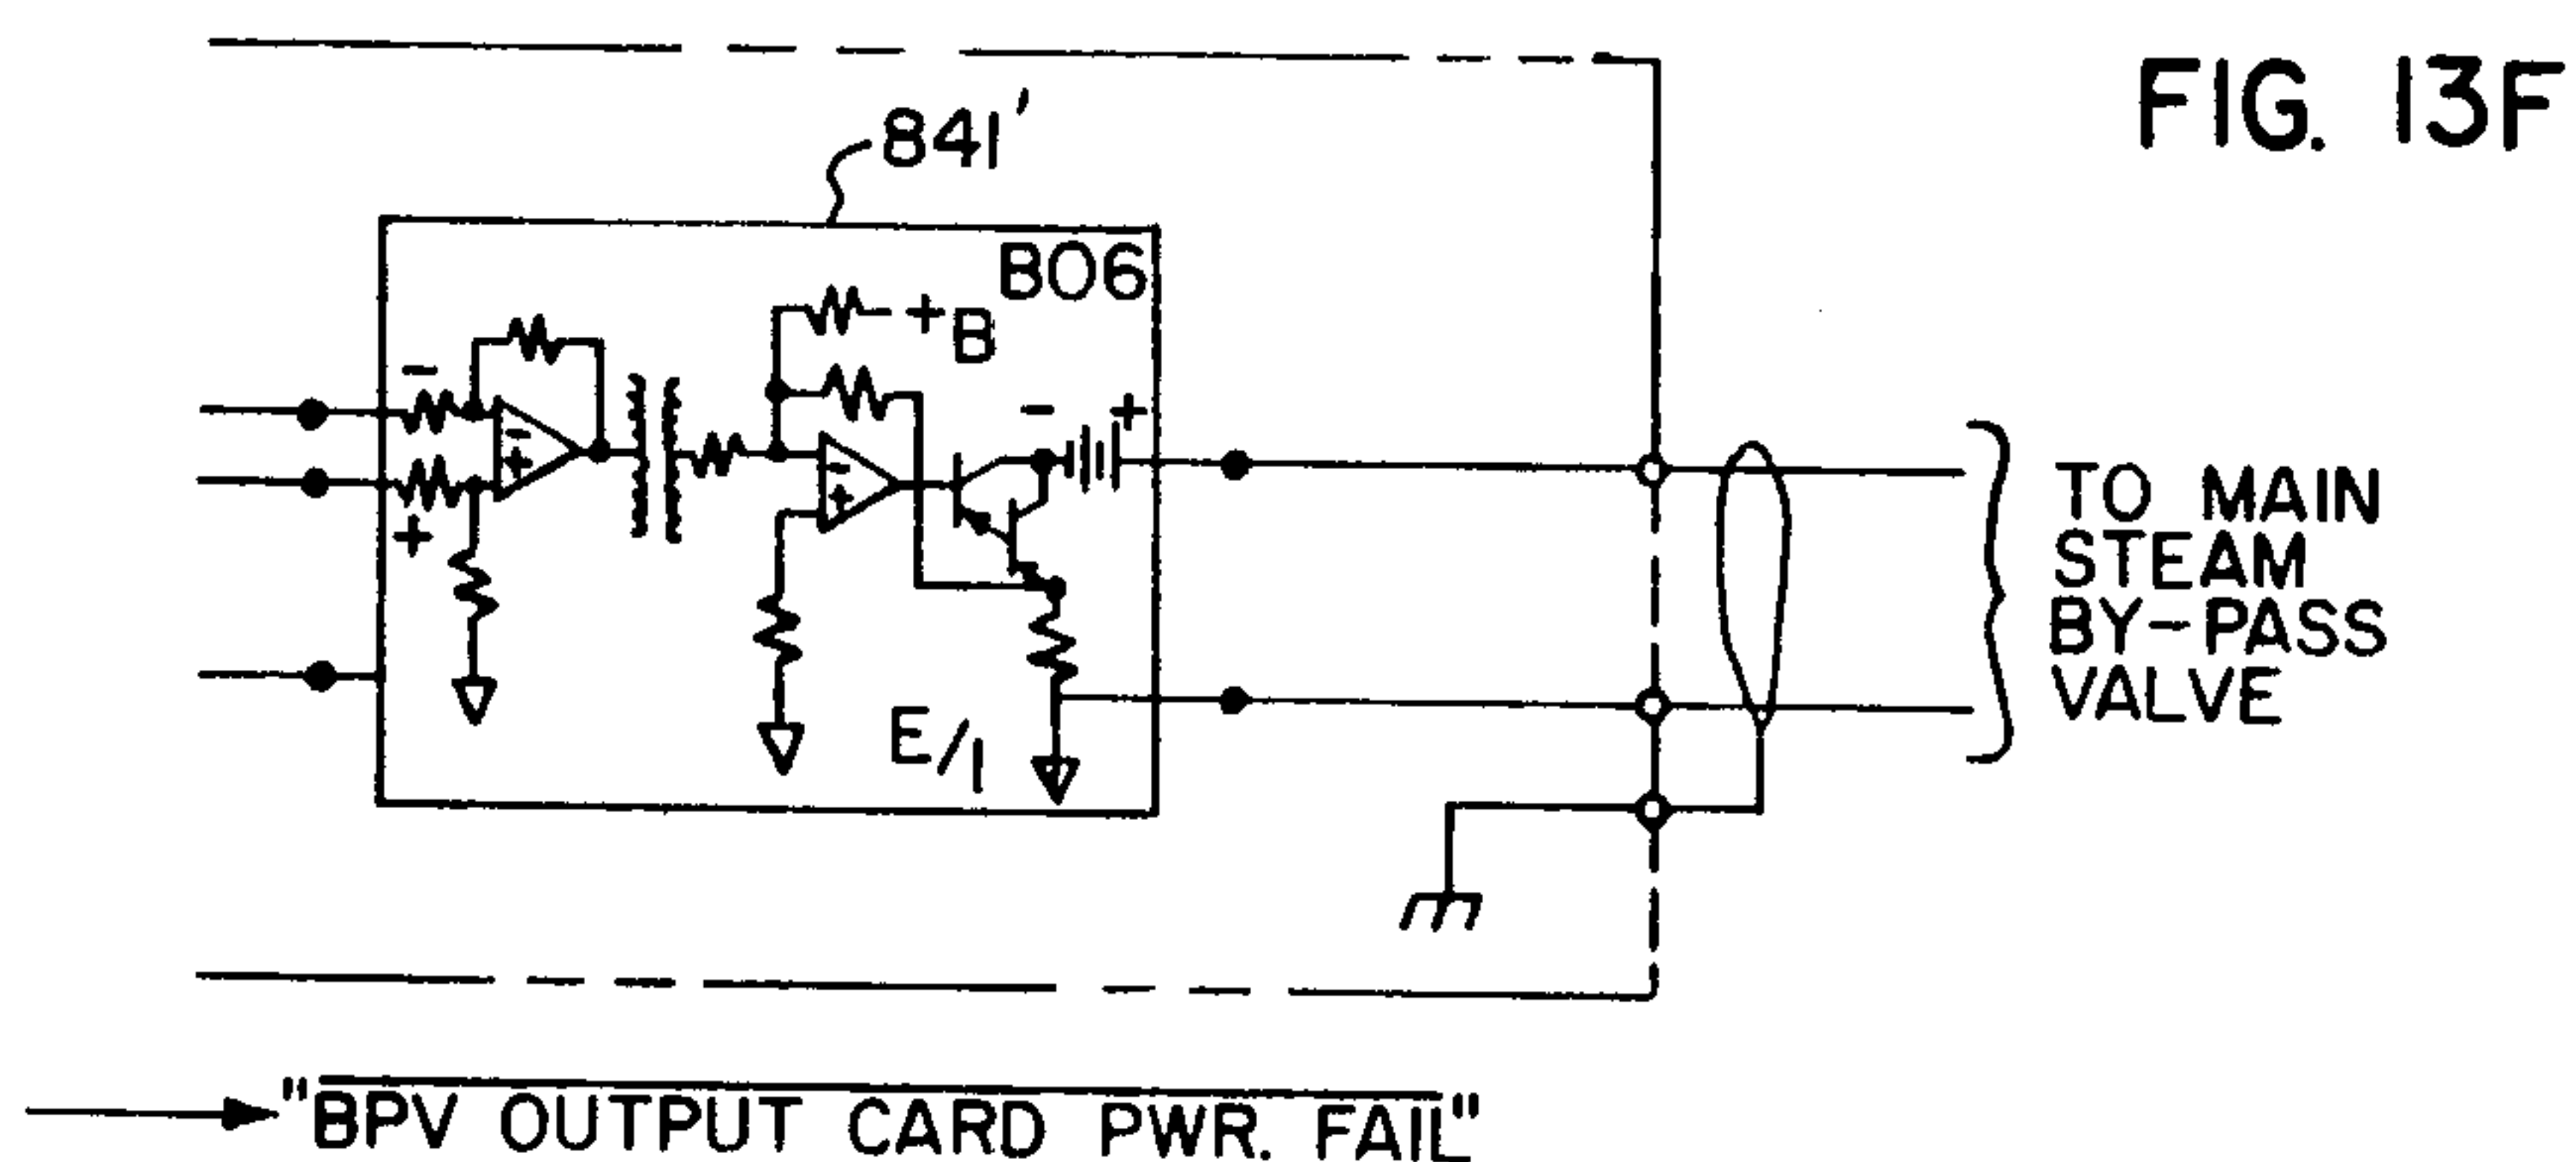 FIG. 13F
841'
B06
+B
-
-
+
-
+
-
+
+
E/I
TO MAIN
STEAM
BY-PASS
VALVE
"BPV OUTPUT CARD PWR. FAIL"